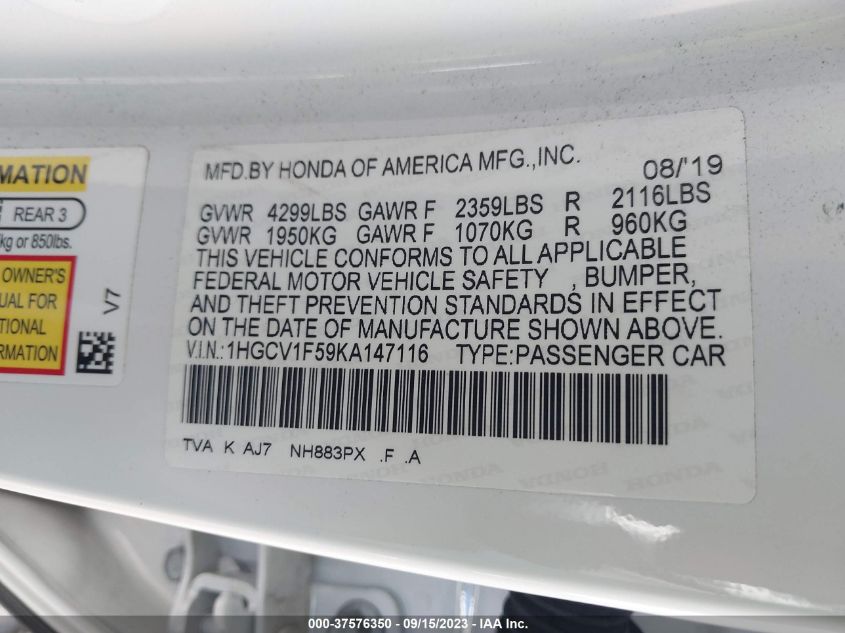 MATION
REAR 3
kg or 850lbs.
OWNER'S
UAL FOR
TIONAL
RMATION
V7
MFD.BY HONDA OF AMERICA MFG.,INC. 08/'19
GVWR 4299LBS GAWR F 2359LBS R 2116LBS
GVWR 1950KG GAWR F 1070KG R 960KG
THIS VEHICLE CONFORMS TO ALL APPLICABLE
FEDERAL MOTOR VEHICLE SAFETY , BUMPER,
AND THEFT PREVENTION STANDARDS IN EFFECT
ON THE DATE OF MANUFACTURE SHOWN ABOVE.
V.I.N.:1HGCV1F59KA147116 TYPE:PASSENGER CAR
TVA K AJ7 NH883PX .F .A
HONDA HONDA HONDA
000-37576350 - 09/15/2023 - IAA Inc.